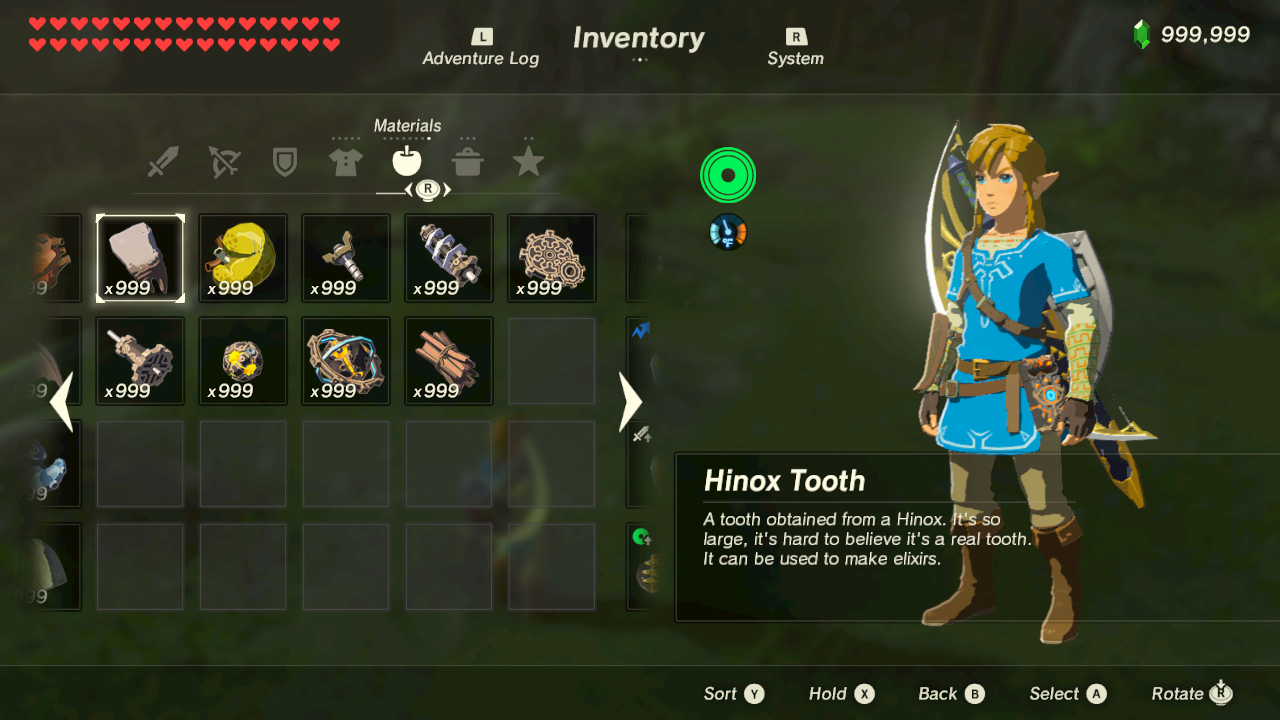 L
Inventory
R
999,999
Adventure Log
System
Materials
R
x999
x999
x999
x999
x999
x999
x999
x999
x999
°F
Hinox Tooth
A tooth obtained from a Hinox. It's so
large, it's hard to believe it's a real tooth.
It can be used to make elixirs.
Sort Y
Hold X
Back B
Select A
Rotate R